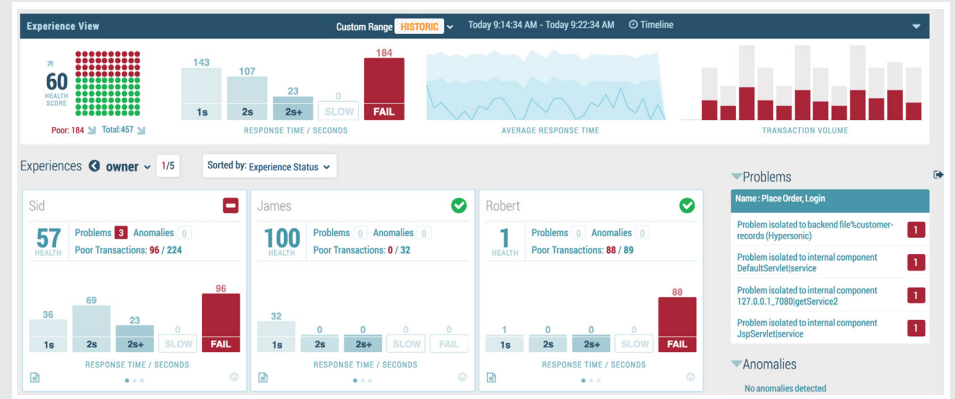 Experience View
Custom Range HISTORIC Today 9:14:34 AM - Today 9:22:34 AM Timeline
60
HEALTH
SCORE
Poor: 184 Total:457
143 107 23 0 184
1s 2s 2s+ SLOW FAIL
RESPONSE TIME / SECONDS
AVERAGE RESPONSE TIME
TRANSACTION VOLUME
Experiences owner 1/5
Sorted by: Experience Status
Sid
57
HEALTH
Problems 3 Anomalies 0
Poor Transactions: 96 / 224
36 69 23 0 96
1s 2s 2s+ SLOW FAIL
RESPONSE TIME / SECONDS
James
100
HEALTH
Problems 0 Anomalies 0
Poor Transactions: 0 / 32
32 0 0 0 0
1s 2s 2s+ SLOW FAIL
RESPONSE TIME / SECONDS
Robert
1
HEALTH
Problems 0 Anomalies 0
Poor Transactions: 88 / 89
1 0 0 0 88
1s 2s 2s+ SLOW FAIL
RESPONSE TIME / SECONDS
Problems
Name : Place Order, Login
Problem isolated to backend file%customer-
records (Hypersonic) 1
Problem isolated to internal component
DefaultServlet|service 1
Problem isolated to internal component
127.0.0.1_7080|getService2 1
Problem isolated to internal component
JspServlet|service 1
Anomalies
No anomalies detected